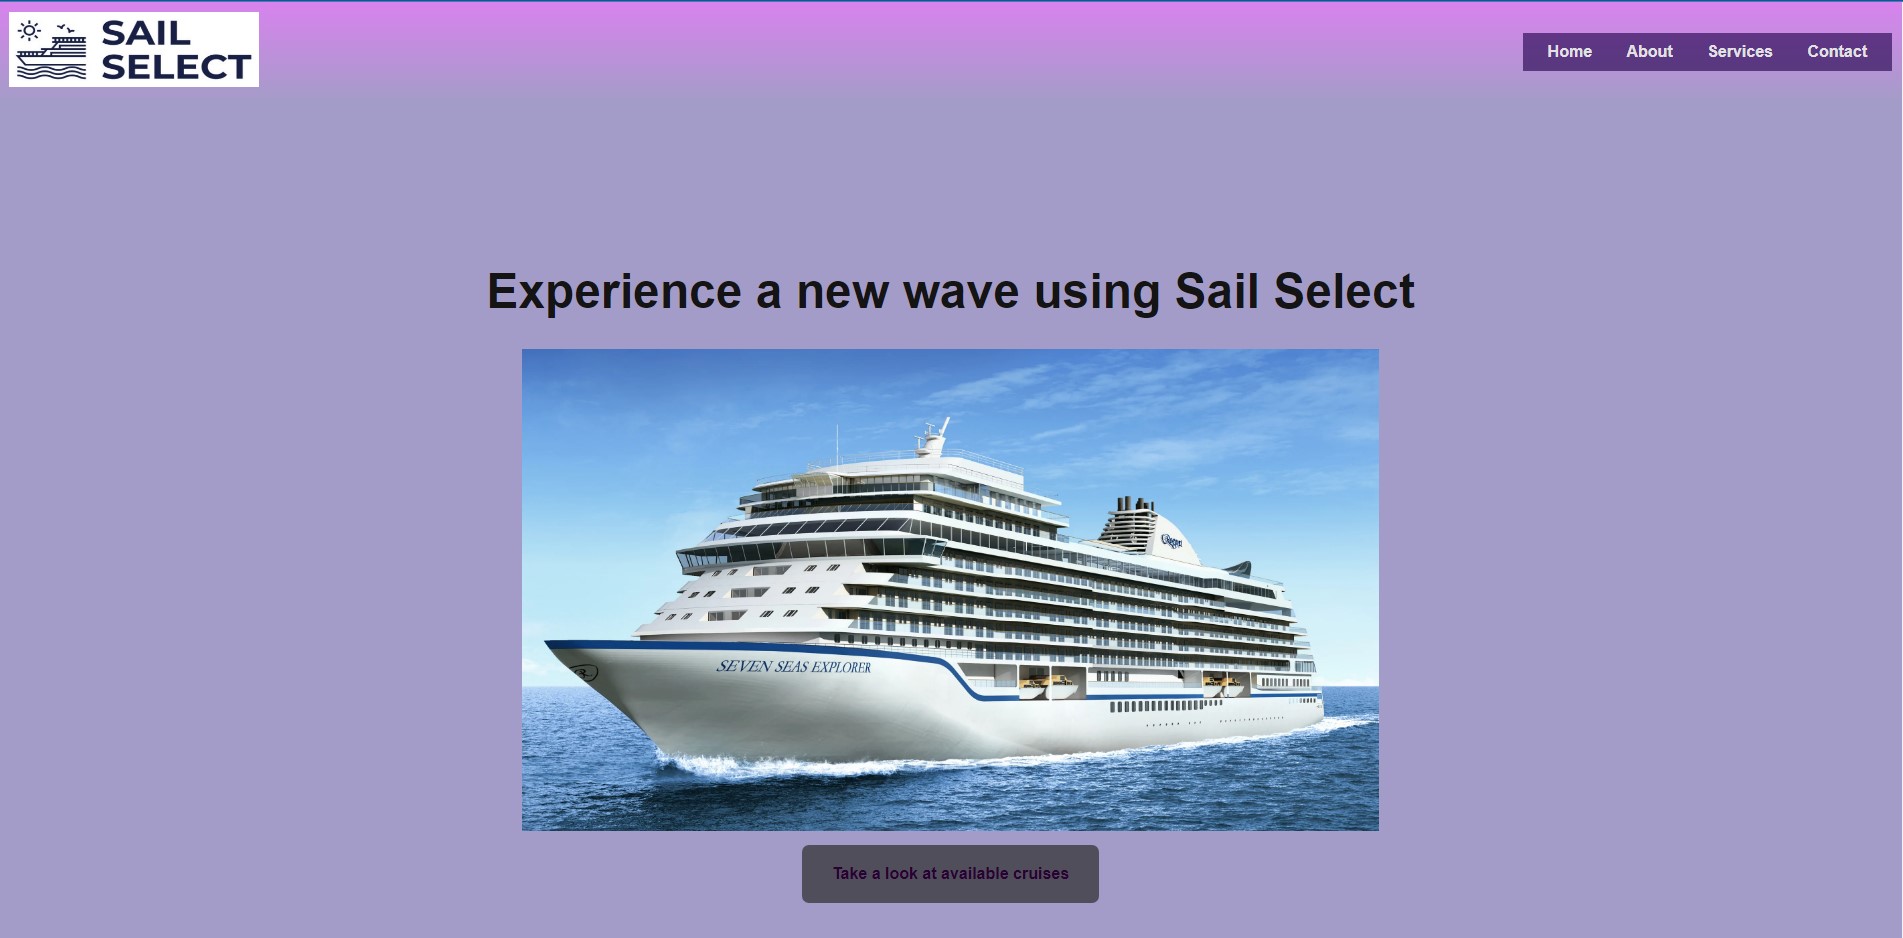 SAIL
SELECT
Home About Services Contact
Experience a new wave using Sail Select
SEVEN SEAS EXPLORER
Take a look at available cruises